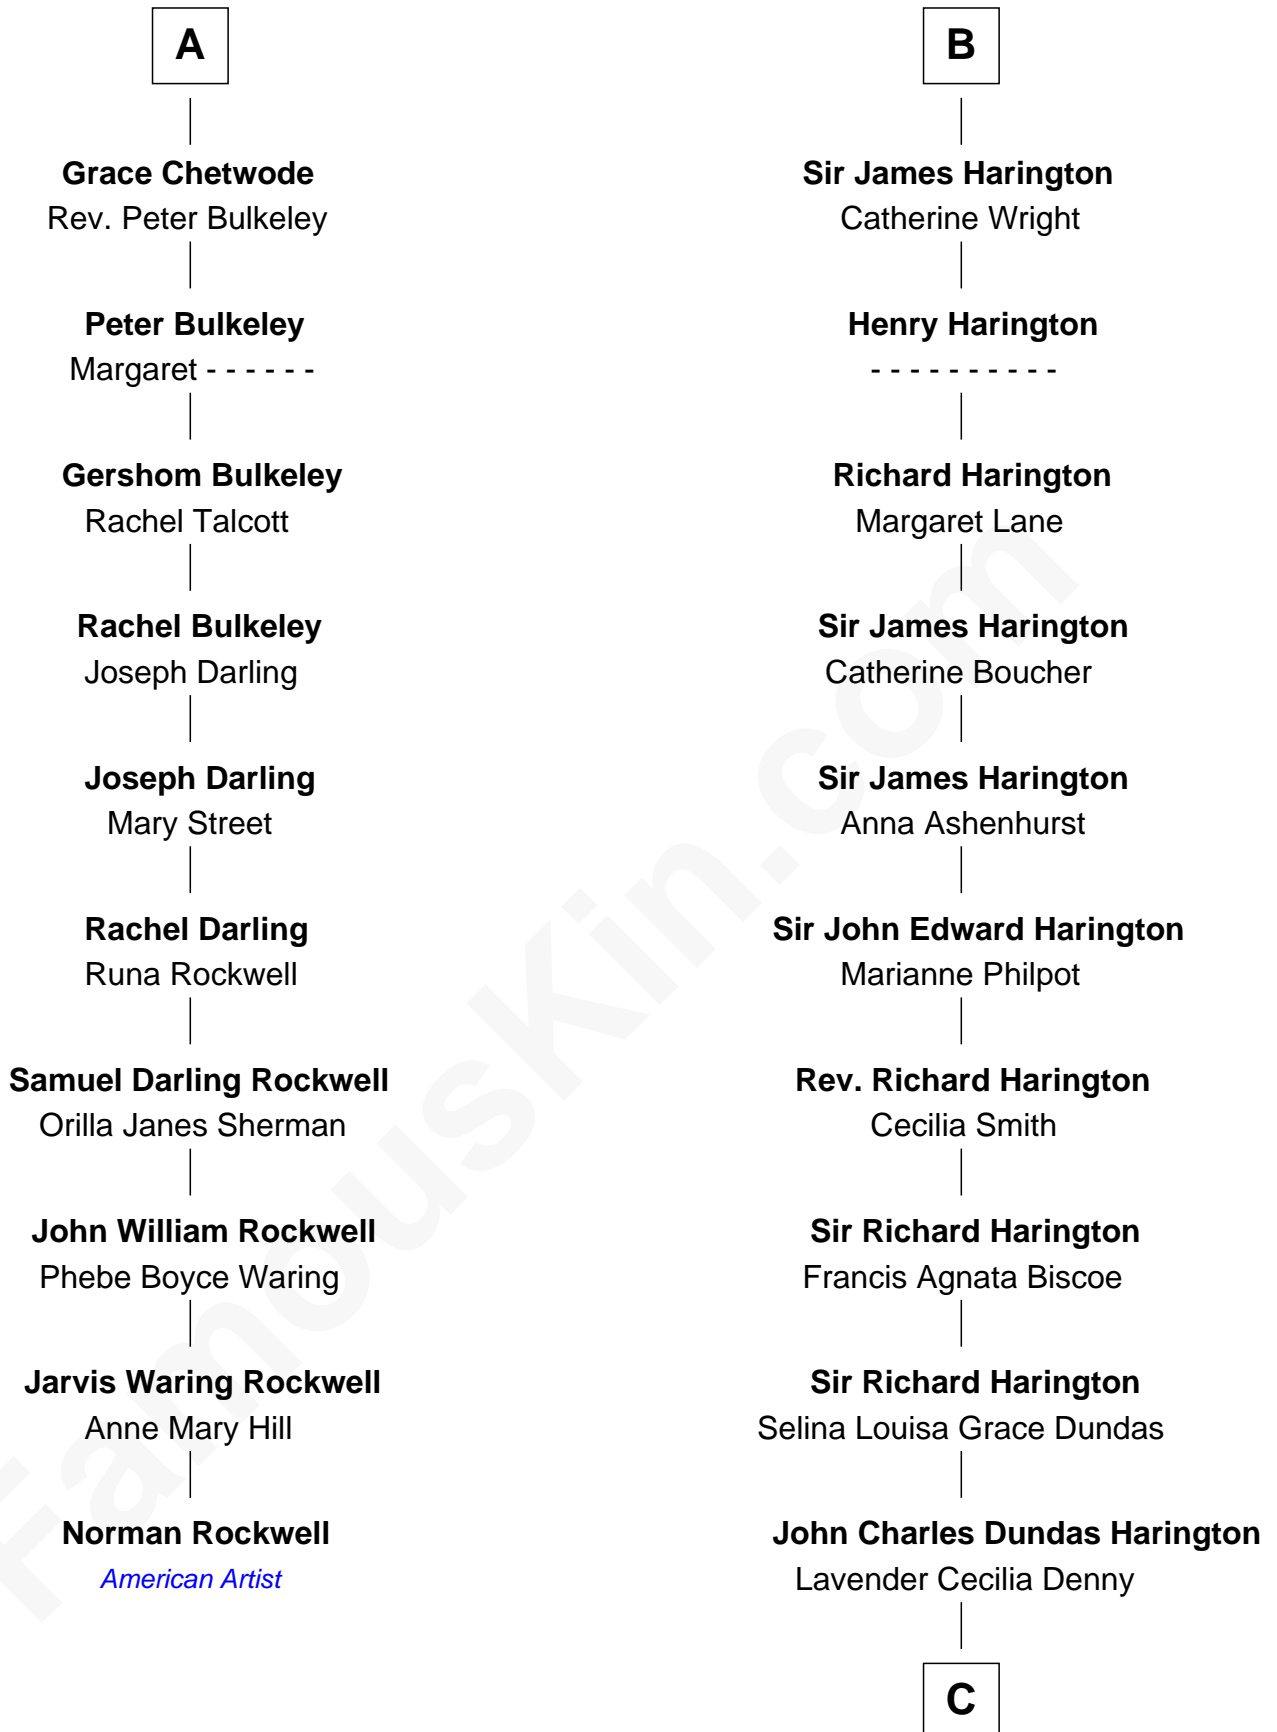 A
Grace Chetwode
Rev. Peter Bulkeley
Peter Bulkeley
Margaret - - - - - -
Gershom Bulkeley
Rachel Talcott
Rachel Bulkeley
Joseph Darling
Joseph Darling
Mary Street
Rachel Darling
Runa Rockwell
Samuel Darling Rockwell
Orilla Janes Sherman
John William Rockwell
Phebe Boyce Waring
Jarvis Waring Rockwell
Anne Mary Hill
Norman Rockwell
American Artist
B
Sir James Harington
Catherine Wright
Henry Harington
- - - - - - - - - -
Richard Harington
Margaret Lane
Sir James Harington
Catherine Boucher
Sir James Harington
Anna Ashenhurst
Sir John Edward Harington
Marianne Philpot
Rev. Richard Harington
Cecilia Smith
Sir Richard Harington
Francis Agnata Biscoe
Sir Richard Harington
Selina Louisa Grace Dundas
John Charles Dundas Harington
Lavender Cecilia Denny
C
FamousKin.com